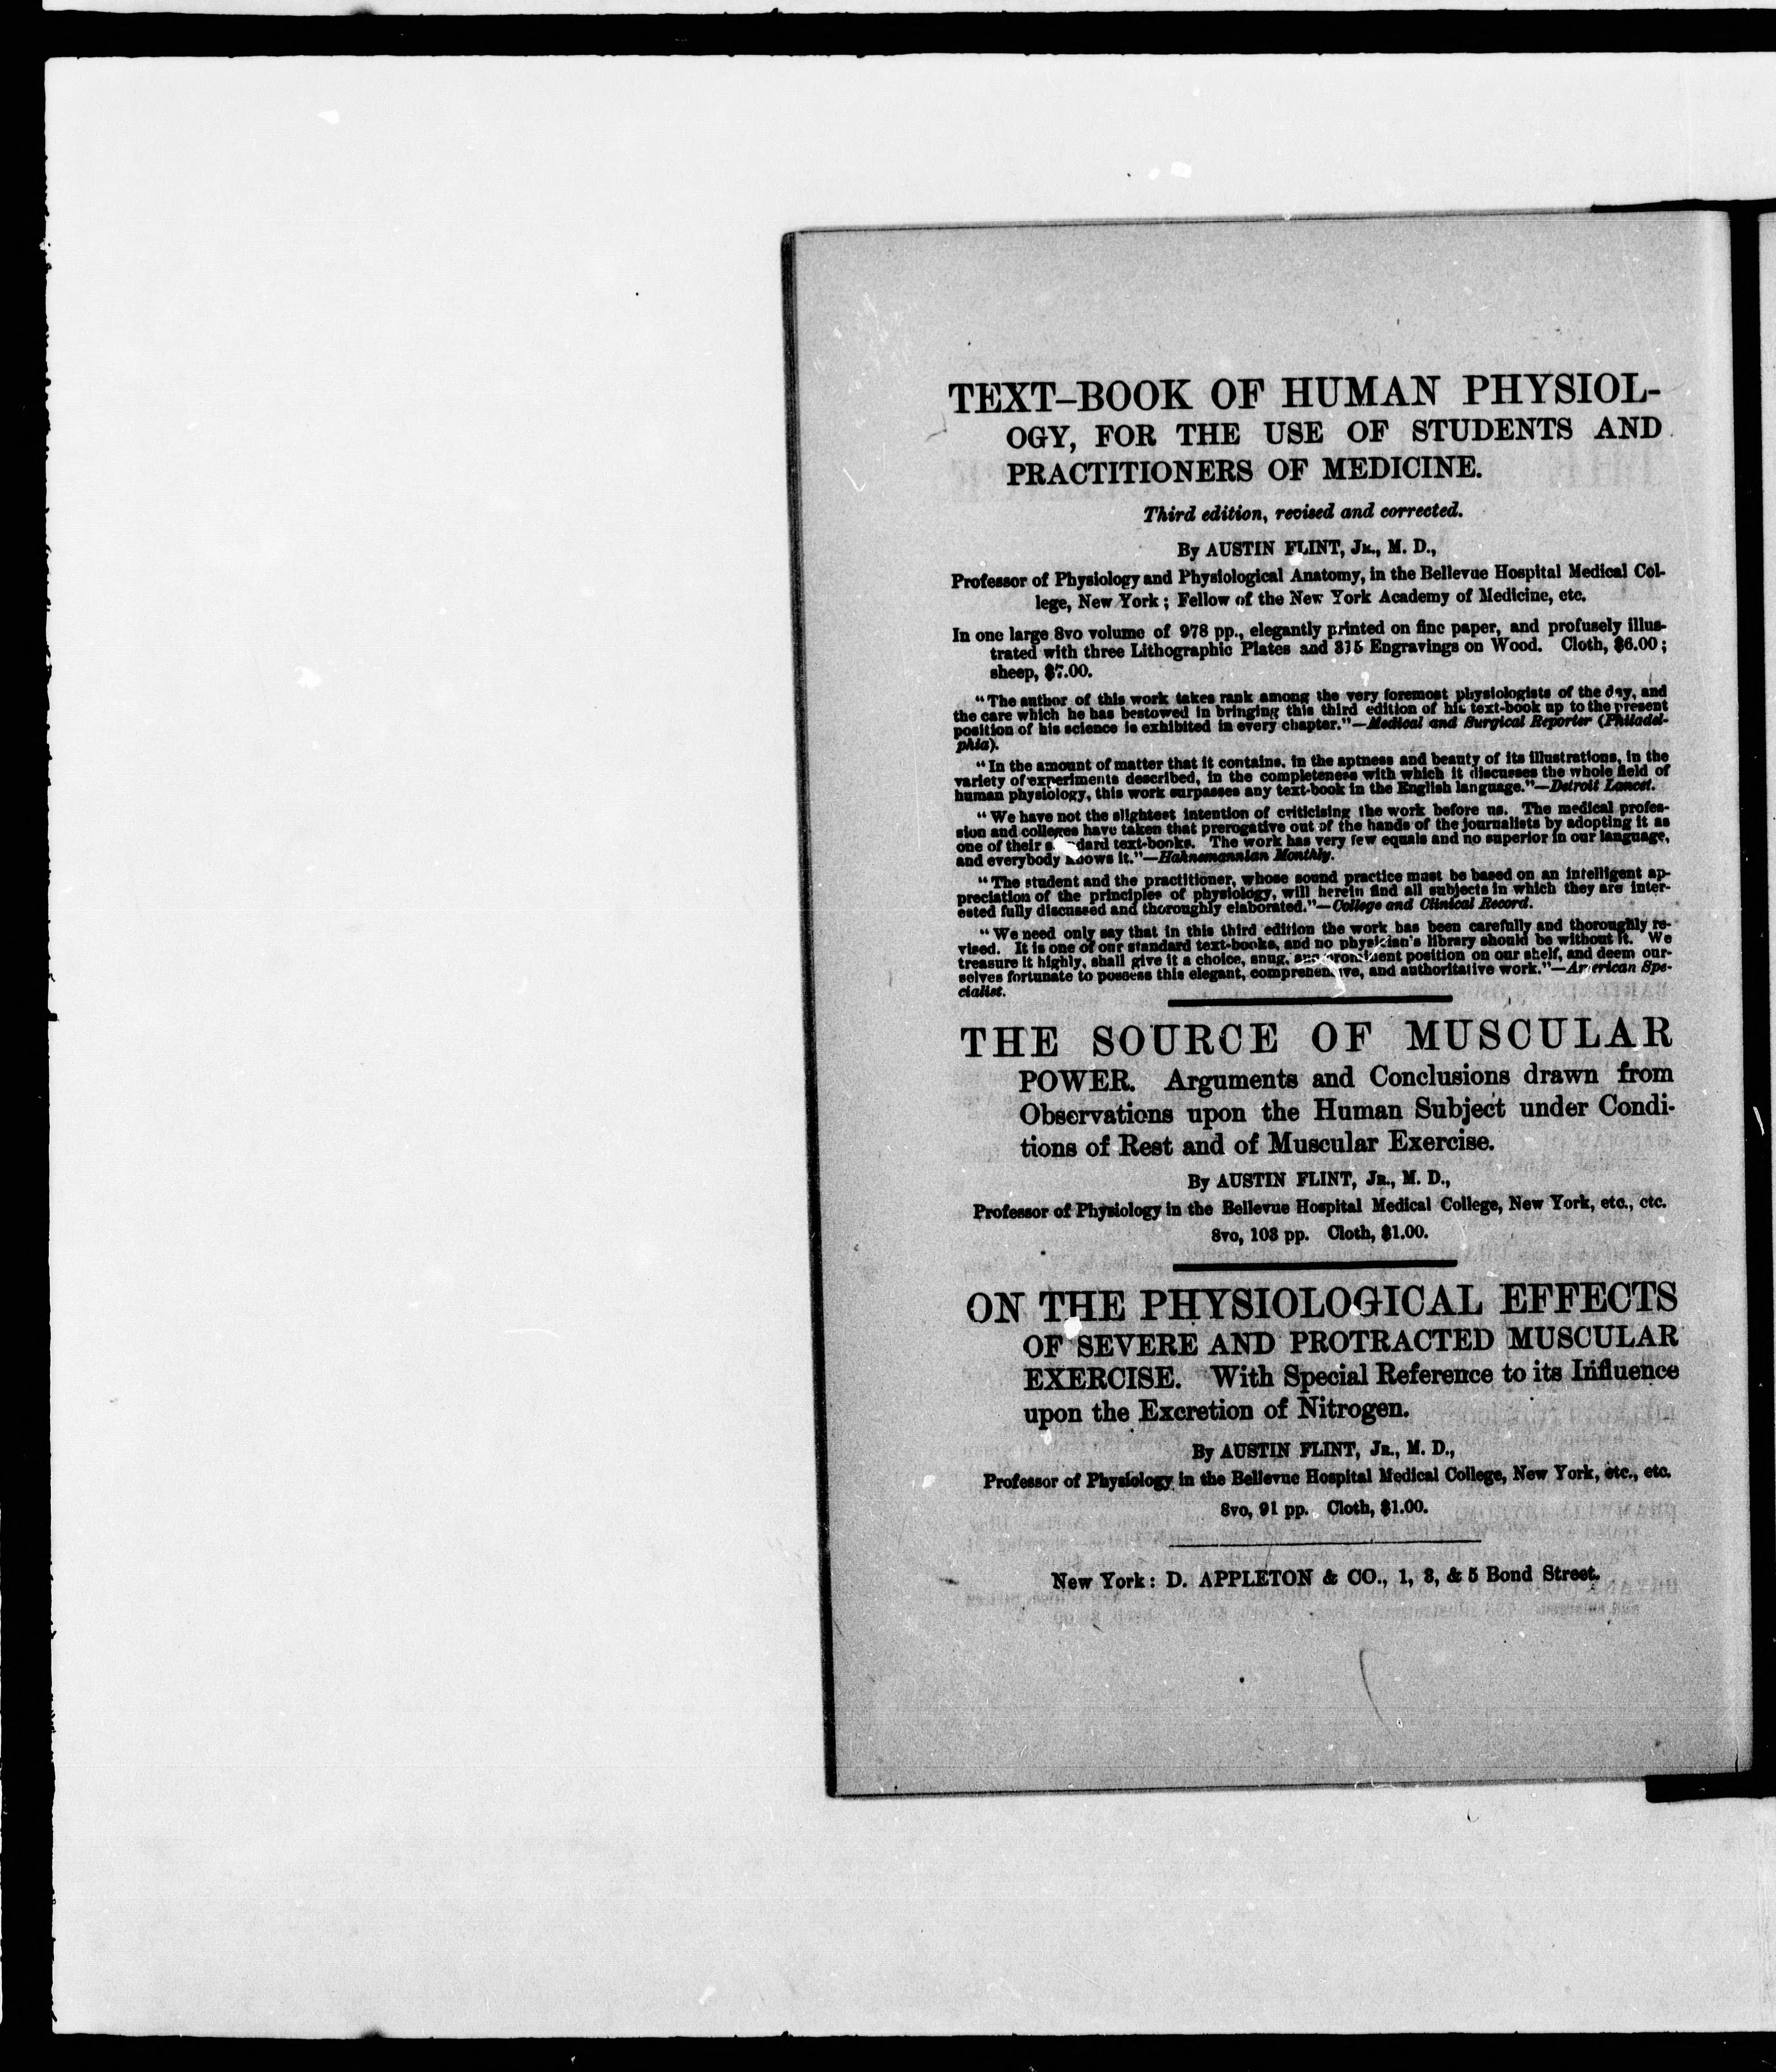 TEXT-BOOK OF HUMAN PHYSIOL-
OGY, FOR THE USE OF STUDENTS AND
PRACTITIONERS OF MEDICINE.
Third edition, revised and corrected.
By AUSTIN FLINT, JR., M. D.,
Professor of Physiology and Physiological Anatomy, in the Bellevue Hospital Medical Col-
lege, New York; Fellow of the New York Academy of Medicine, etc.
In one large 8vo volume of 978 pp., elegantly printed on fine paper, and profusely illus-
trated with three Lithographic Plates and 315 Engravings on Wood. Cloth, $6.00;
sheep, $7.00.
"The author of this work takes rank among the very foremost physiologists of the day, and
the care which he has bestowed in bringing this third edition of his text-book up to the present
position of his science is exhibited in every chapter."—Medical and Surgical Reporter (Philadel-
phia).
"In the amount of matter that it contains, in the aptness and beauty of its illustrations, in the
variety of experiments described, in the completeness with which it discusses the whole field of
human physiology, this work surpasses any text-book in the English language."—Detroit Lancet.
"We have not the slightest intention of criticising the work before us. The medical profes-
sion and colleges have taken that prerogative out of the hands of the journalists by adopting it as
one of their text-books. The work has very few equals and no superior in our language,
and everybody knows it."—Hahnemannian Monthly.
"The student and the practitioner, whose sound practice must be based on an intelligent ap-
preciation of the principles of physiology, will herein find all subjects in which they are inter-
ested fully discussed and thoroughly elaborated."—College and Clinical Record.
"We need only say that in this third edition the work has been carefully and thoroughly re-
vised. It is one of our standard text-books, and no physician's library should be without it. We
treasure it highly, shall give it a choice, snug, and prominent position on our shelf, and deem our-
selves fortunate to possess this elegant, comprehensive, and authoritative work."—American Spe-
cialist.
THE SOURCE OF MUSCULAR
POWER. Arguments and Conclusions drawn from
Observations upon the Human Subject under Condi-
tions of Rest and of Muscular Exercise.
By AUSTIN FLINT, JR., M. D.,
Professor of Physiology in the Bellevue Hospital Medical College, New York, etc., etc.
8vo, 103 pp. Cloth, $1.00.
ON THE PHYSIOLOGICAL EFFECTS
OF SEVERE AND PROTRACTED MUSCULAR
EXERCISE. With Special Reference to its Influence
upon the Excretion of Nitrogen.
By AUSTIN FLINT, JR., M. D.,
Professor of Physiology in the Bellevue Hospital Medical College, New York, etc., etc.
8vo, 91 pp. Cloth, $1.00.
New York: D. APPLETON & CO., 1, 3, & 5 Bond Street.